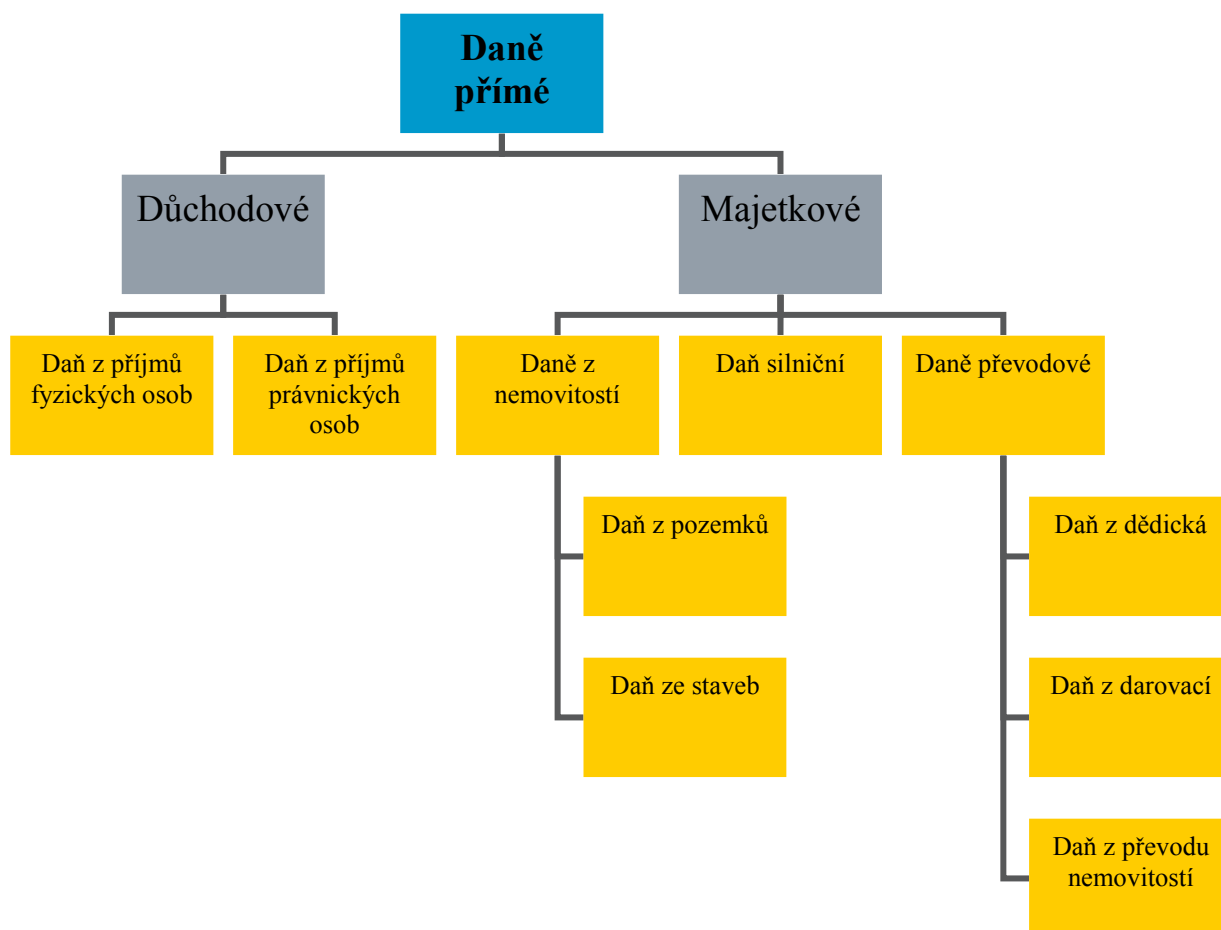 Daně
přímé
Důchodové
Majetkové
Daň z příjmů
fyzických osob
Daň z příjmů
právnických
osob
Daně z
nemovitostí
Daň silniční
Daně převodové
Daň z pozemků
Daň z dědická
Daň ze staveb
Daň z darovací
Daň z převodu
nemovitostí